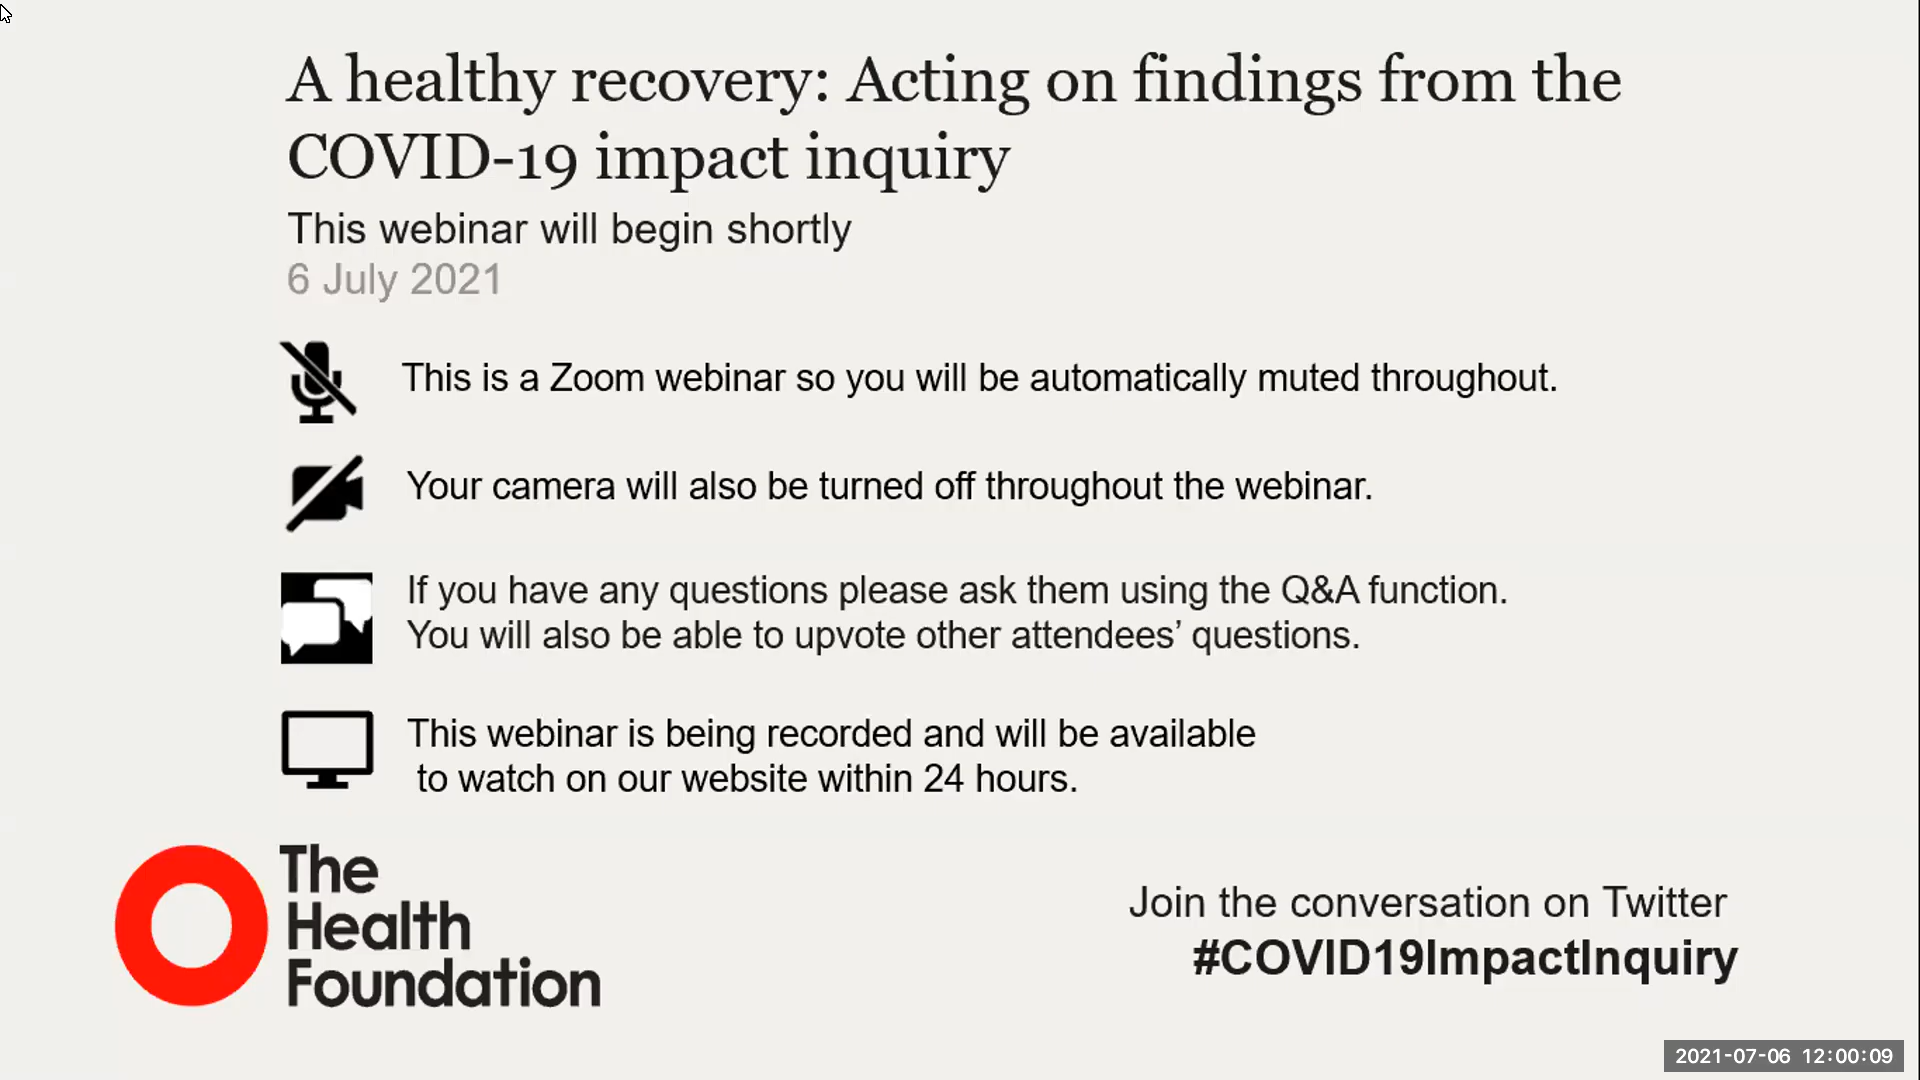 A healthy recovery: Acting on findings from the
COVID-19 impact inquiry
This webinar will begin shortly
6 July 2021
This is a Zoom webinar so you will be automatically muted throughout.
Your camera will also be turned off throughout the webinar.
If you have any questions please ask them using the Q&A function.
You will also be able to upvote other attendees’ questions.
This webinar is being recorded and will be available
to watch on our website within 24 hours.
The
Health
Foundation
Join the conversation on Twitter
#COVID19ImpactInquiry
2021-07-06 12:00:09